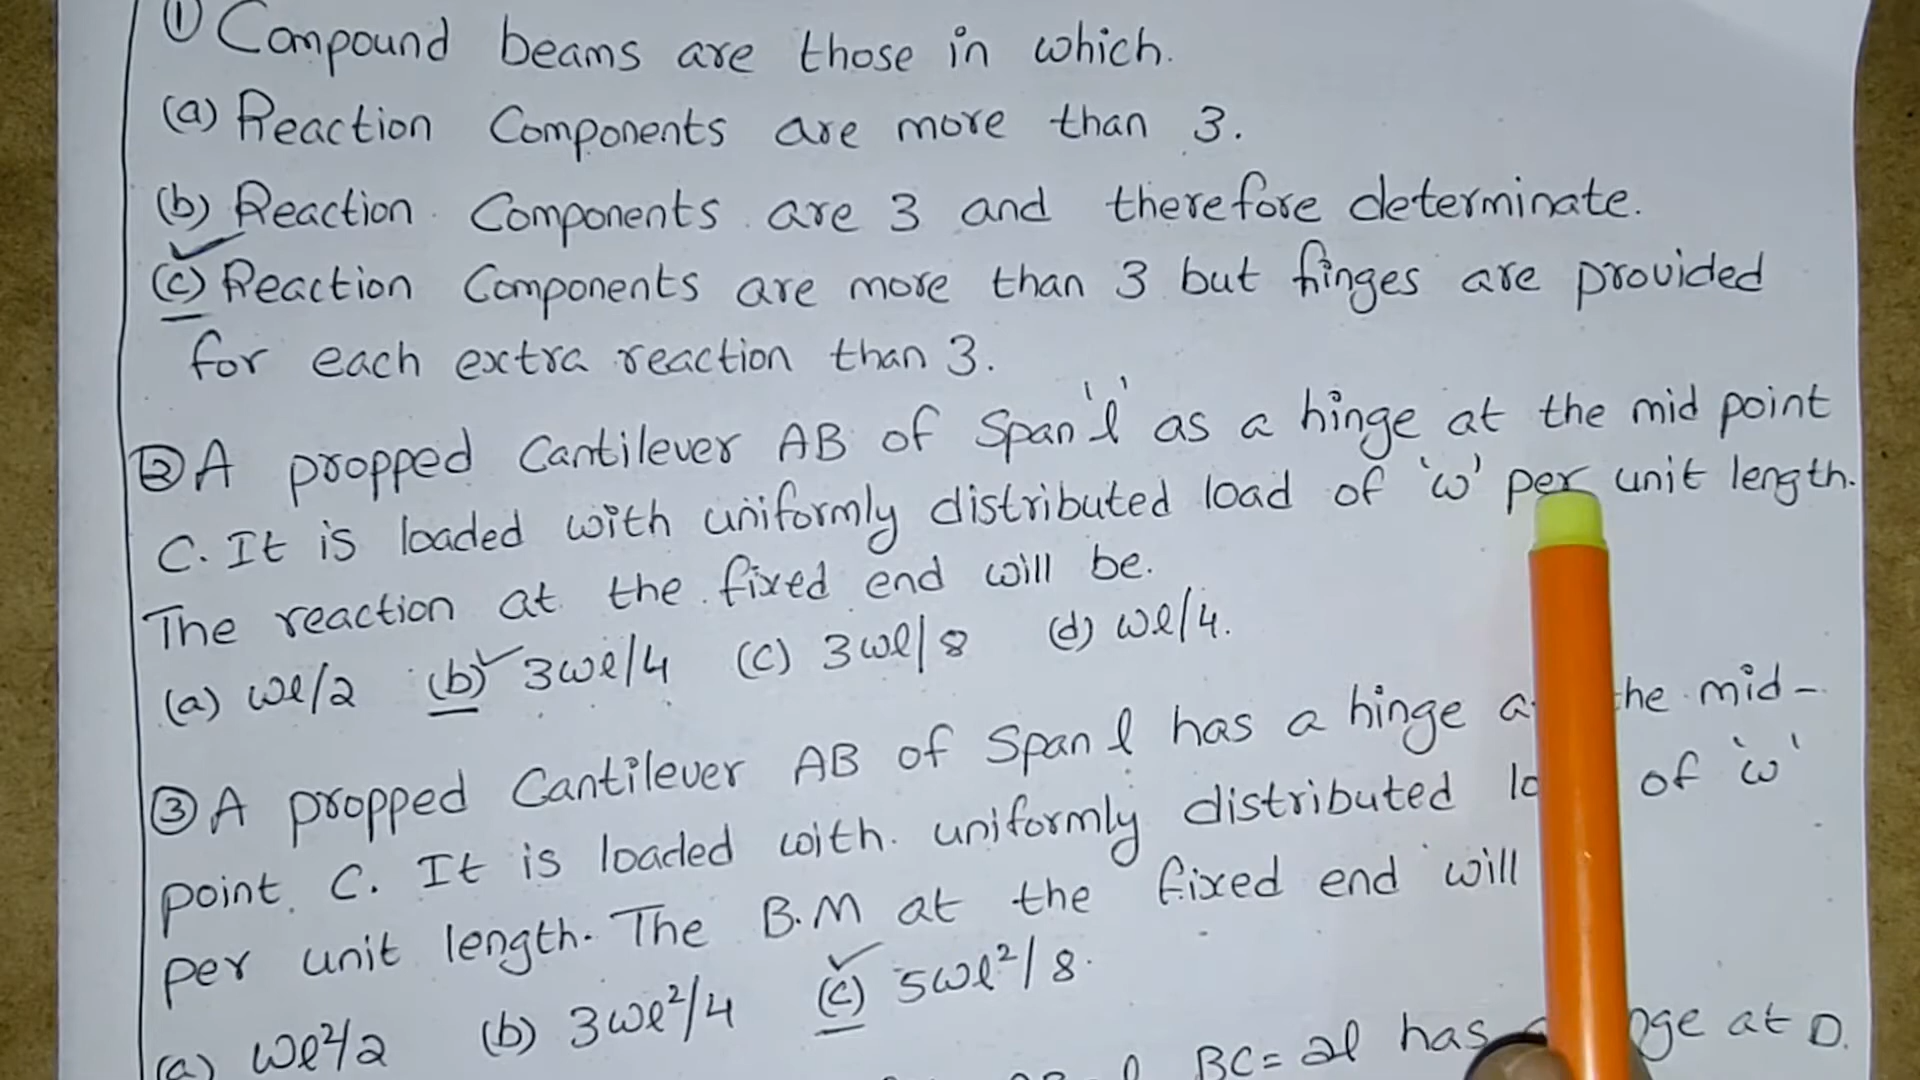 ① Compound beams are those in which.
(a) Reaction Components are more than 3.
(b) Reaction Components are 3 and therefore determinate.
(c) Reaction Components are more than 3 but hinges are provided
for each extra reaction than 3.
② A propped Cantilever AB of Span 'l' as a hinge at the mid point
C. It is loaded with uniformly distributed load of 'w' per unit length.
The reaction at the fixed end will be.
(a) wl/2 (b) 3wl/4 (c) 3wl/8 (d) wl/4.
③ A propped Cantilever AB of Span l has a hinge the mid-
point C. It is loaded with uniformly distributed of 'w'
per unit length. The B.M at the fixed end will
(a) wl²/2 (b) 3wl²/4 (c) 5wl²/8.
BC = 2l has at D.